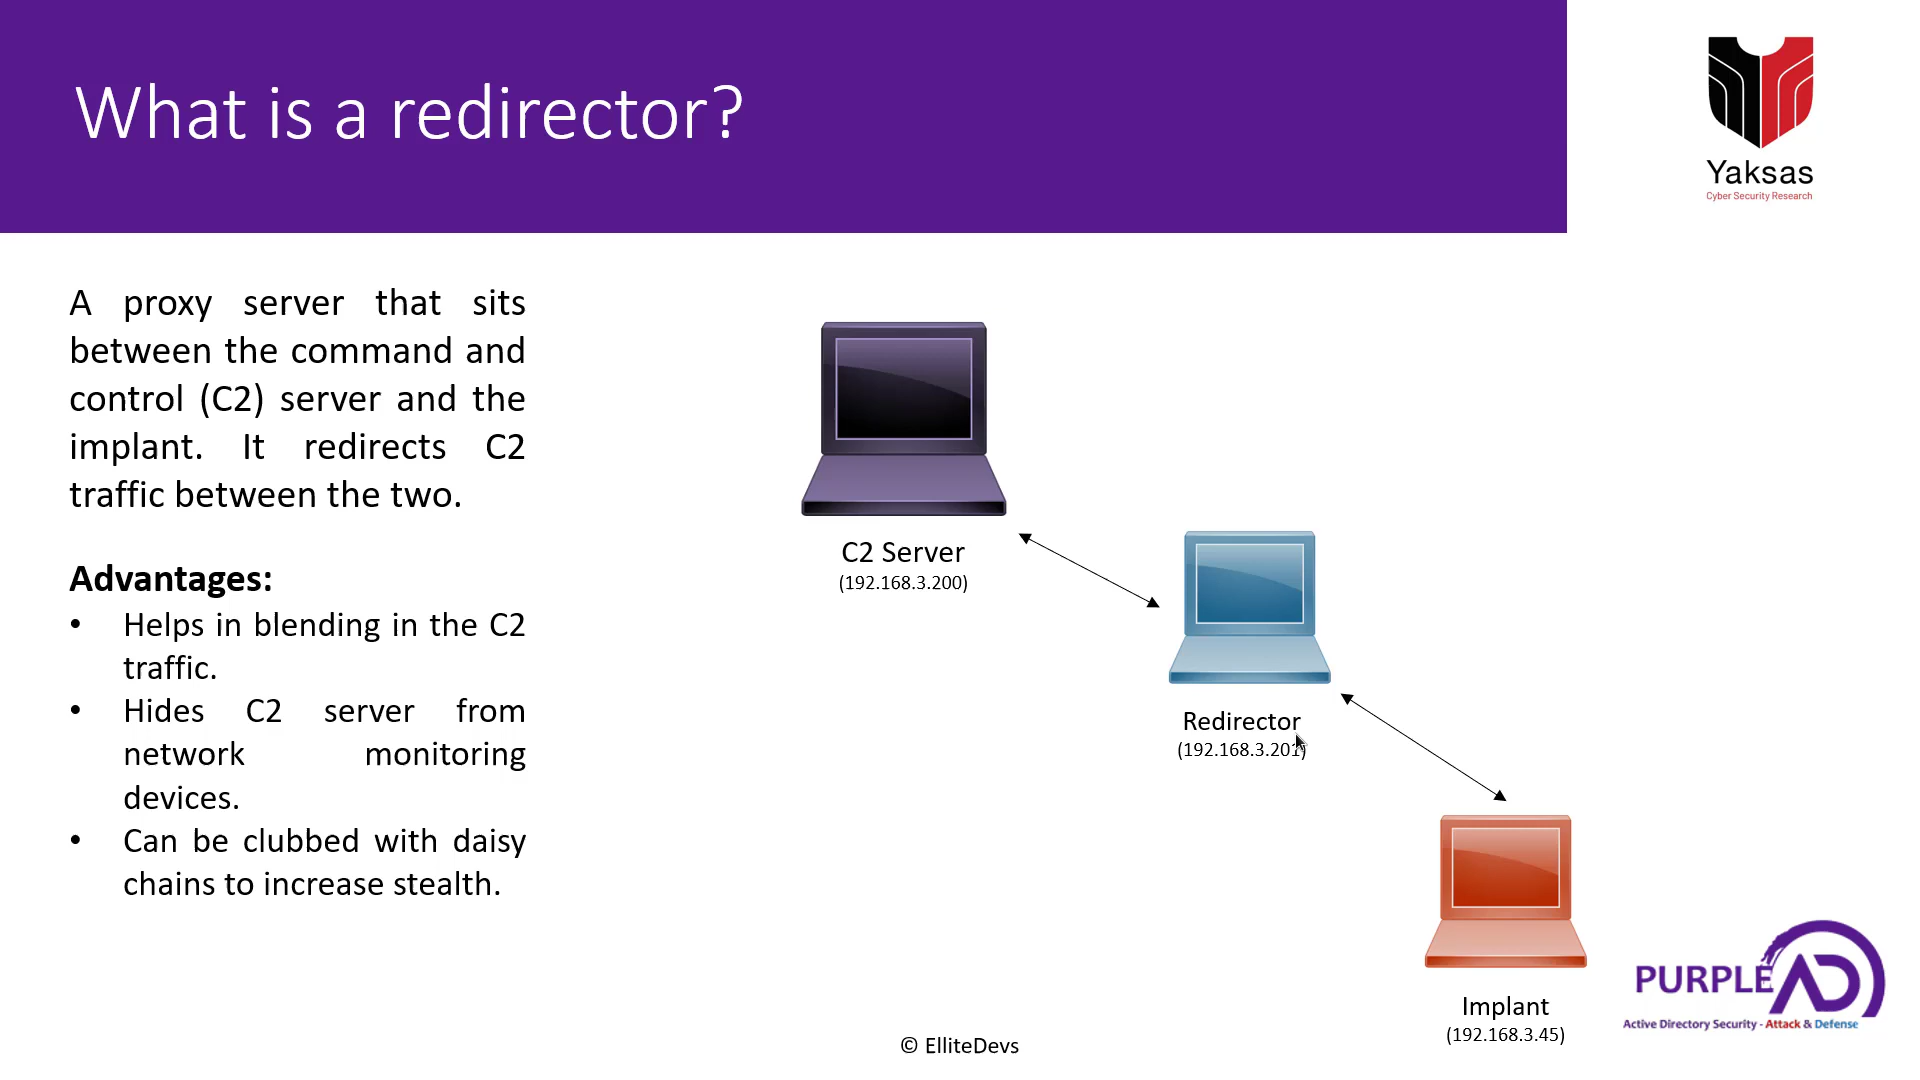 What is a redirector?
Yaksas
Cyber Security Research
A proxy server that sits
between the command and
control (C2) server and the
implant. It redirects C2
traffic between the two.
Advantages:
• Helps in blending in the C2
traffic.
• Hides C2 server from
network monitoring
devices.
• Can be clubbed with daisy
chains to increase stealth.
C2 Server
(192.168.3.200)
Redirector
(192.168.3.201)
Implant
(192.168.3.45)
PURPLE AD
Active Directory Security - Attack & Defense
© ElliteDevs